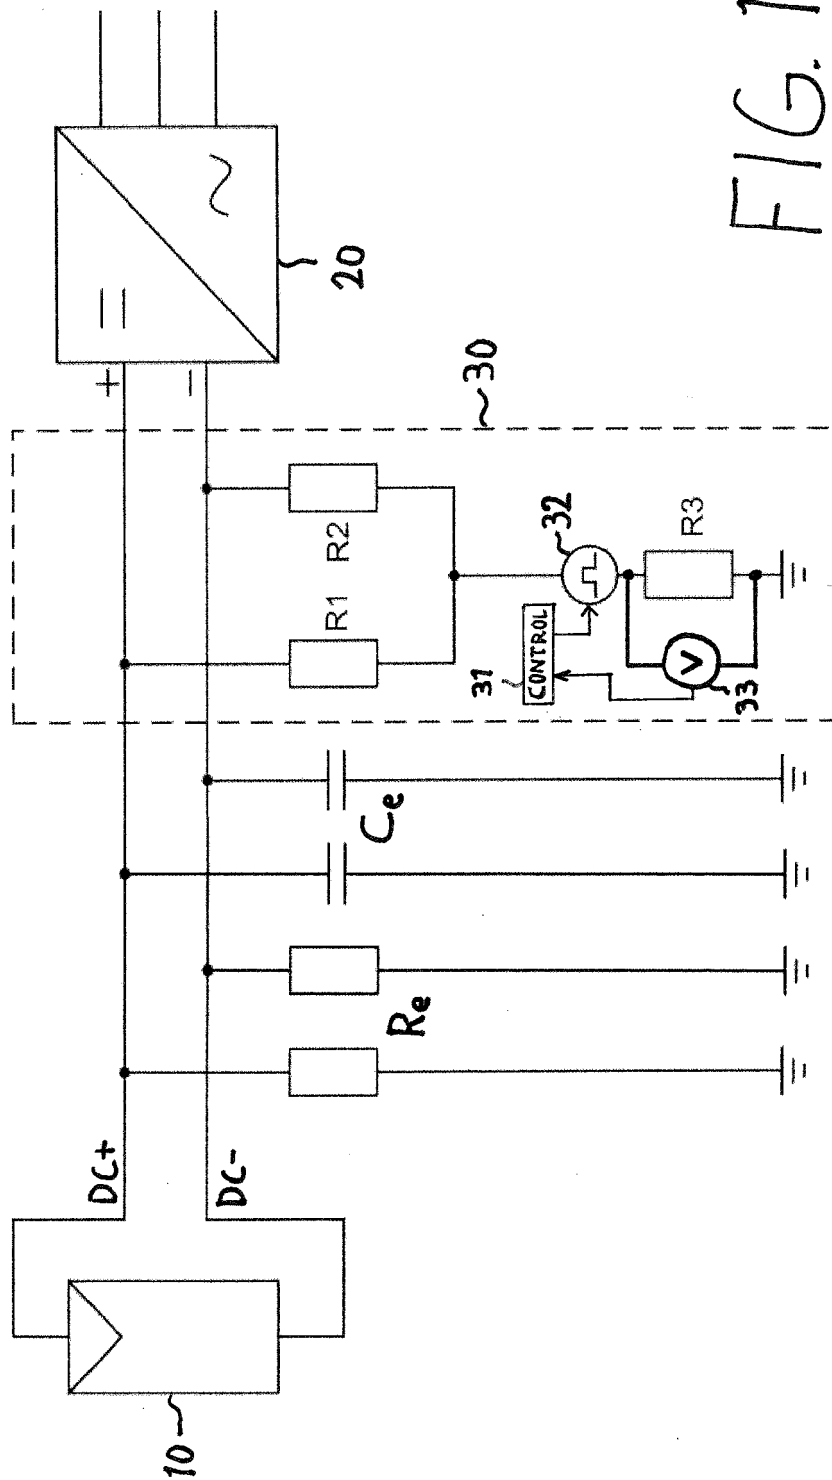 10
DC+
DC-
Re
Ce
R1
R2
31
CONTROL
32
33
V
R3
30
+
-
20
FIG. 1